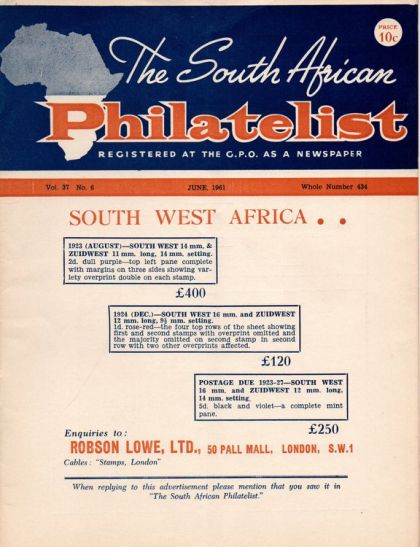 PRICE
10c
The South African
Philatelist
REGISTERED AT THE G.P.O. AS A NEWSPAPER
Vol. 37 No. 6 JUNE, 1961 Whole Number 434
SOUTH WEST AFRICA . .
1923 (AUGUST)—SOUTH WEST 14 mm. &
ZUIDWEST 11 mm. long, 14 mm. setting.
2d. dull purple—top left pane complete
with margins on three sides showing var-
iety overprint double on each stamp.
£400
1924 (DEC.)—SOUTH WEST 16 mm. and ZUIDWEST
12 mm. long, 9½ mm. setting.
1d. rose-red—the four top rows of the sheet showing
first and second stamps with overprint omitted and
the majority omitted on second stamp in second
row with two other overprints affected.
£120
POSTAGE DUE 1923-27—SOUTH WEST
16 mm. and ZUIDWEST 12 mm. long,
14 mm. setting.
5d. black and violet—a complete mint
pane.
£250
Enquiries to:
ROBSON LOWE, LTD., 50 PALL MALL, LONDON, S.W.1
Cables: "Stamps, London"
When replying to this advertisement please mention that you saw it in
"The South African Philatelist."